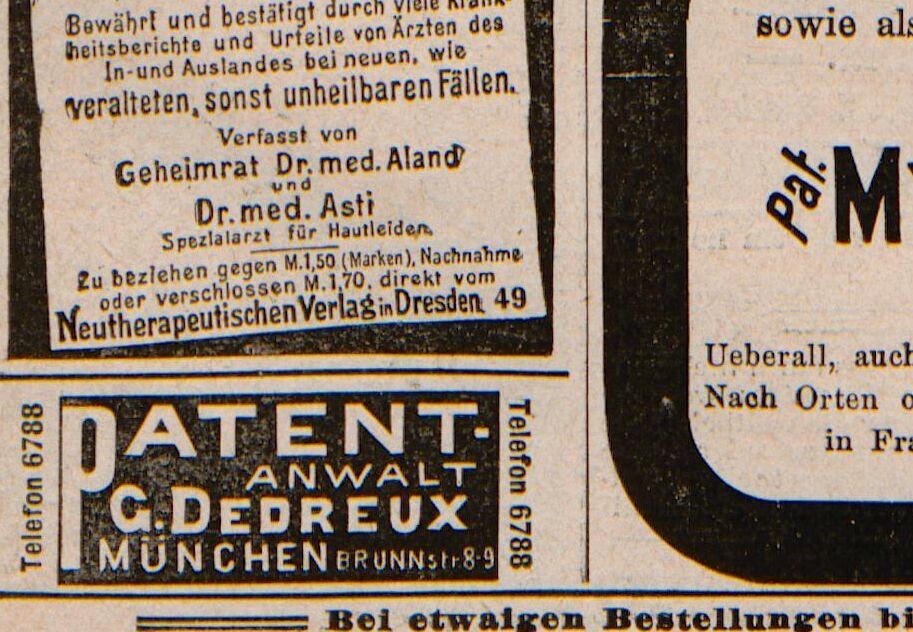 Bewährt und bestätigt durch viele Krank-
heitsberichte und Urteile von Ärzten des
In-und Auslandes bei neuen, wie
veralteten, sonst unheilbaren Fällen.
Verfasst von
Geheimrat Dr. med. Aland
und
Dr. med. Asti
Spezialarzt für Hautleiden.
Zu beziehen gegen M.1,50 (Marken), Nachnahme
oder verschlossen M.1,70, direkt vom
Neutherapeutischen Verlag in Dresden 49
Telefon 6788
PATENT-
ANWALT
G. DEDREUX
MÜNCHEN BRUNNstr 8-9
Telefon 6788
sowie als
Pat. M
Ueberall, auch
Nach Orten o
in Fra
Bei etwaigen Bestellungen bi